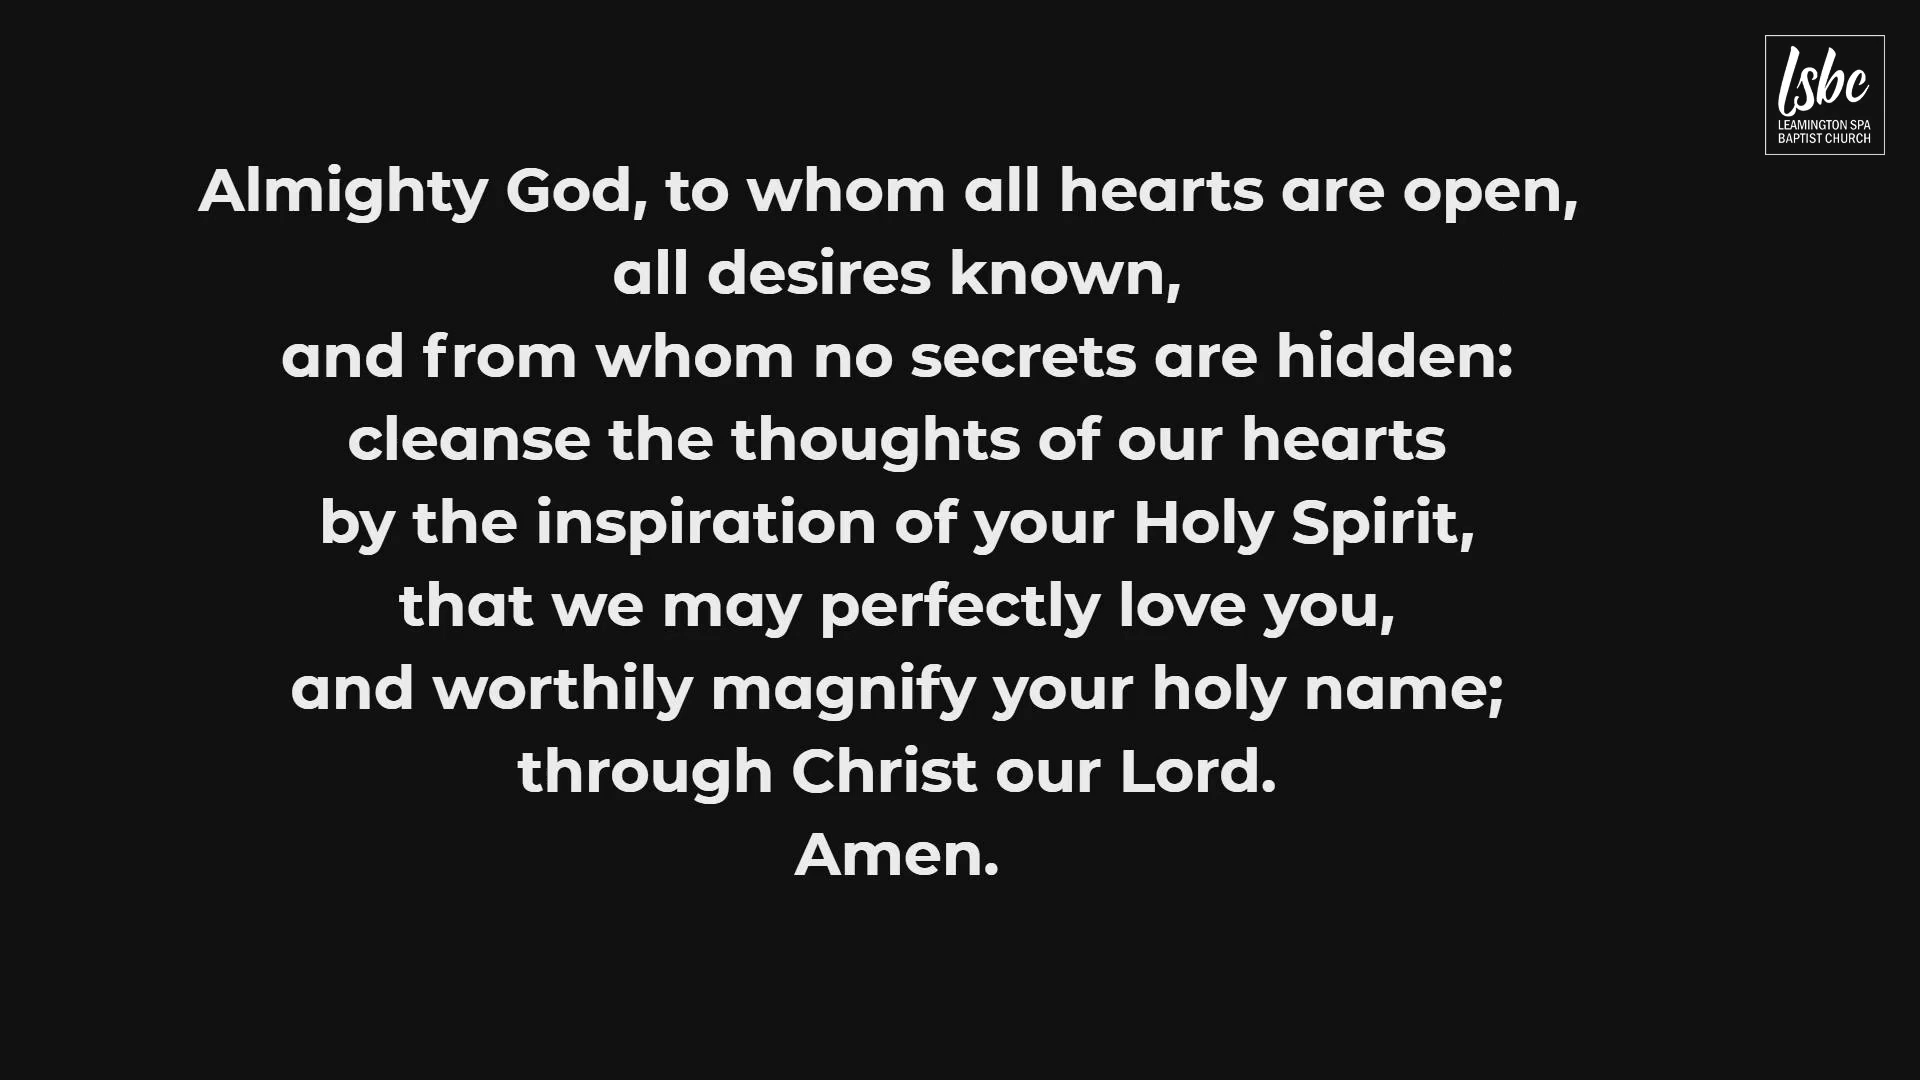 lsbc
LEAMINGTON SPA
BAPTIST CHURCH
Almighty God, to whom all hearts are open,
all desires known,
and from whom no secrets are hidden:
cleanse the thoughts of our hearts
by the inspiration of your Holy Spirit,
that we may perfectly love you,
and worthily magnify your holy name;
through Christ our Lord.
Amen.